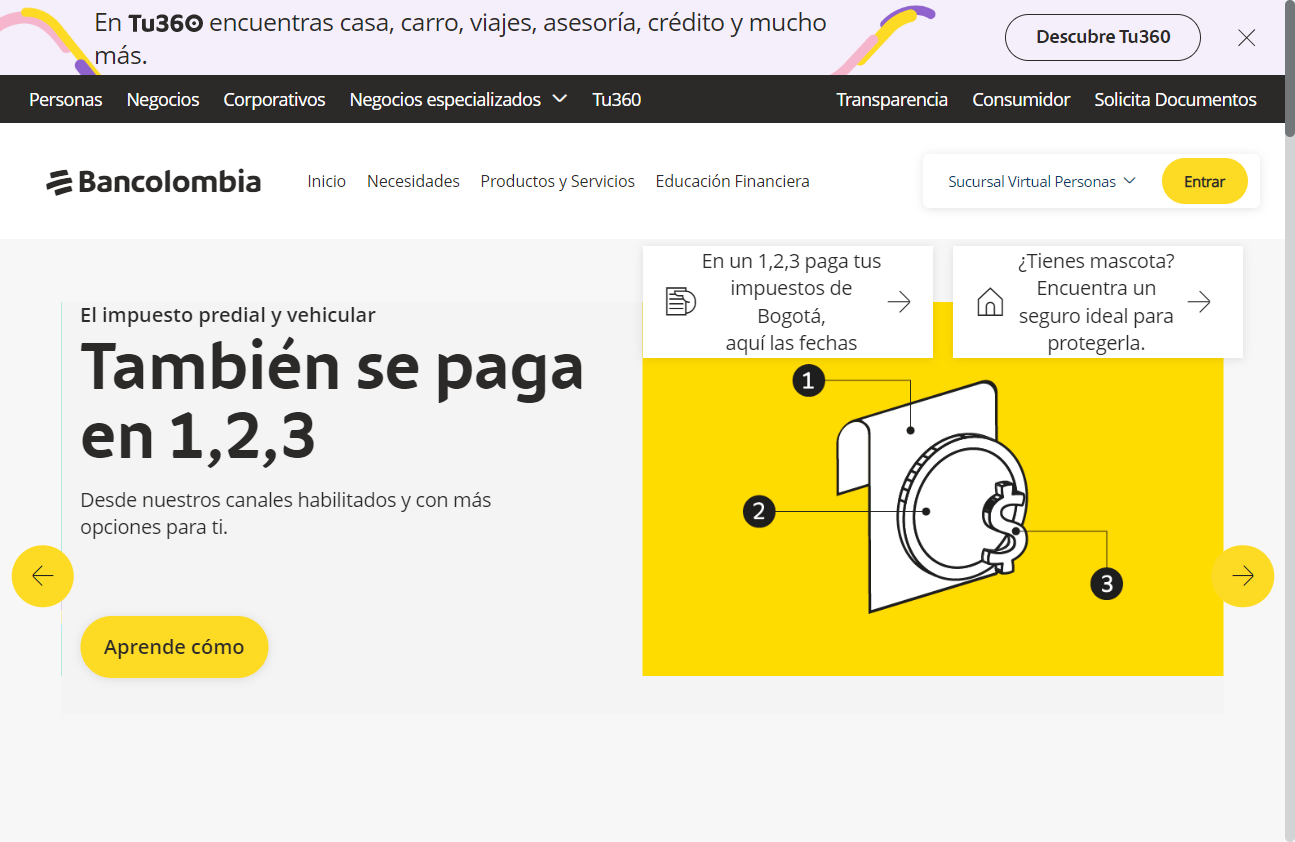 En Tu360 encuentras casa, carro, viajes, asesoría, crédito y mucho
más.
Descubre Tu360
Personas Negocios Corporativos Negocios especializados Tu360 Transparencia Consumidor Solicita Documentos
Bancolombia Inicio Necesidades Productos y Servicios Educación Financiera Sucursal Virtual Personas Entrar
En un 1,2,3 paga tus
impuestos de
Bogotá,
aquí las fechas
¿Tienes mascota?
Encuentra un
seguro ideal para
protegerla.
El impuesto predial y vehicular
También se paga
en 1,2,3
Desde nuestros canales habilitados y con más
opciones para ti.
Aprende cómo
1
2
3